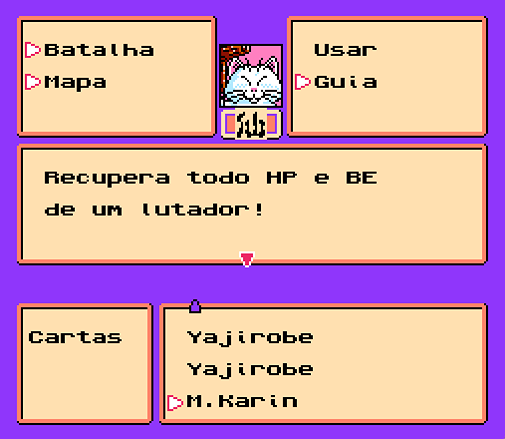 Batalha
Mapa
Usar
Guia
Recupera todo HP e BE
de um lutador!
Cartas
Yajirobe
Yajirobe
M.Karin